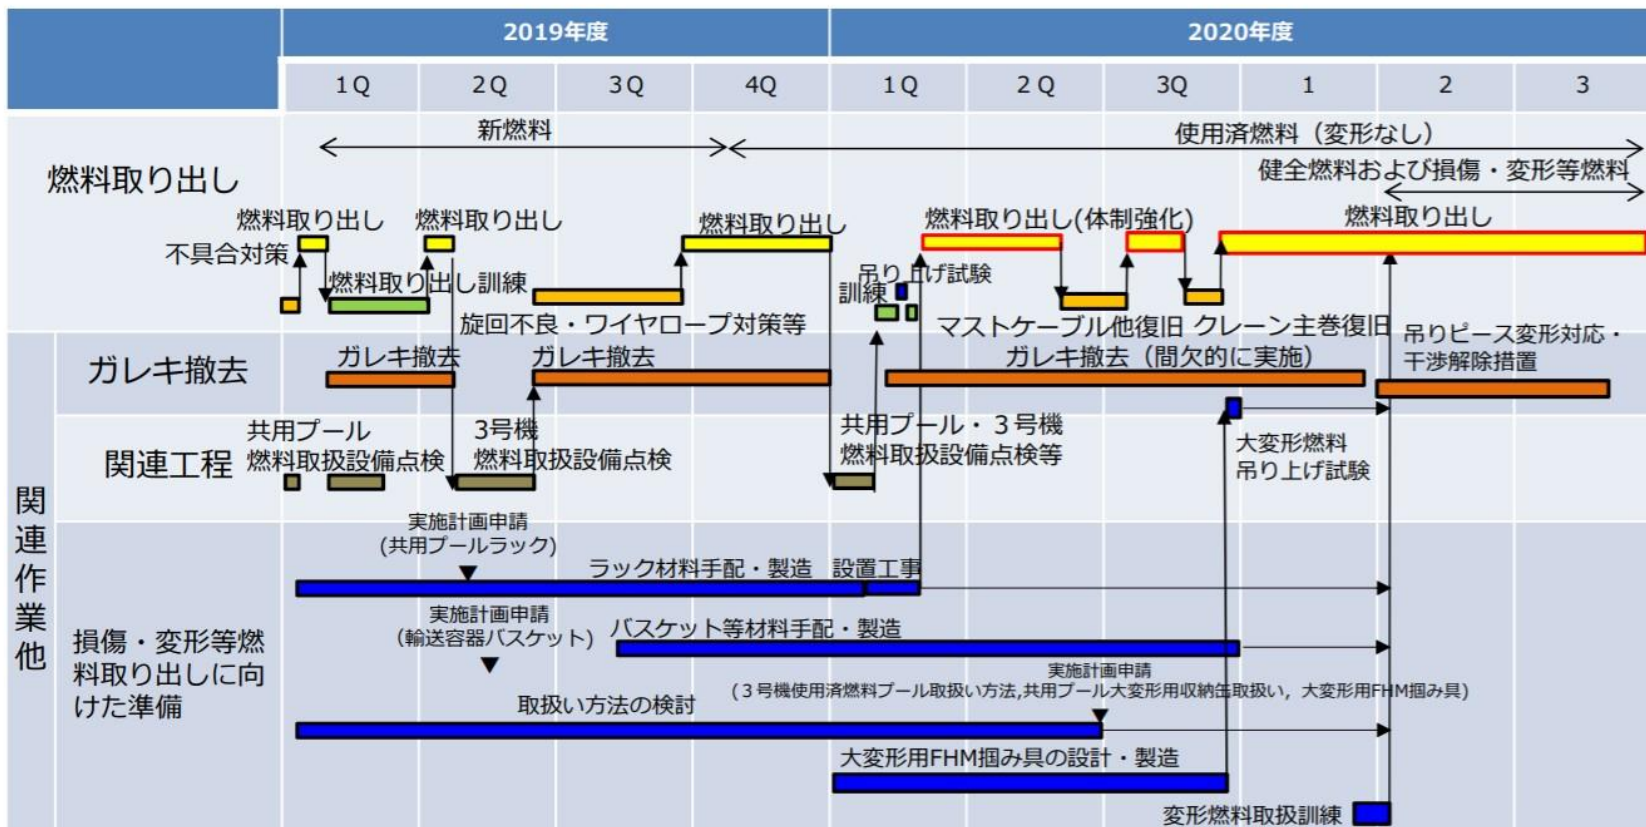 2019年度 2020年度
1Q 2Q 3Q 4Q 1Q 2Q 3Q 1 2 3
新燃料 使用済燃料（変形なし）
健全燃料および損傷・変形等燃料
燃料取り出し
燃料取り出し 燃料取り出し 燃料取り出し 燃料取り出し(体制強化) 燃料取り出し
不具合対策
燃料取り出し訓練
吊り上げ試験
訓練
旋回不良・ワイヤロープ対策等
マストケーブル他復旧 クレーン主巻復旧
ガレキ撤去
ガレキ撤去 ガレキ撤去 ガレキ撤去（間欠的に実施）
吊りピース変形対応・
干渉解除措置
関連作業他
関連工程
共用プール
燃料取扱設備点検
3号機
燃料取扱設備点検
共用プール・３号機
燃料取扱設備点検等
大変形燃料
吊り上げ試験
損傷・変形等燃
料取り出しに向
けた準備
実施計画申請
(共用プールラック)
ラック材料手配・製造 設置工事
実施計画申請
(輸送容器バスケット)
バスケット等材料手配・製造
実施計画申請
(３号機使用済燃料プール取扱い方法,共用プール大変形用収納缶取扱い，大変形用FHM掴み具)
取扱い方法の検討
大変形用FHM掴み具の設計・製造
変形燃料取扱訓練